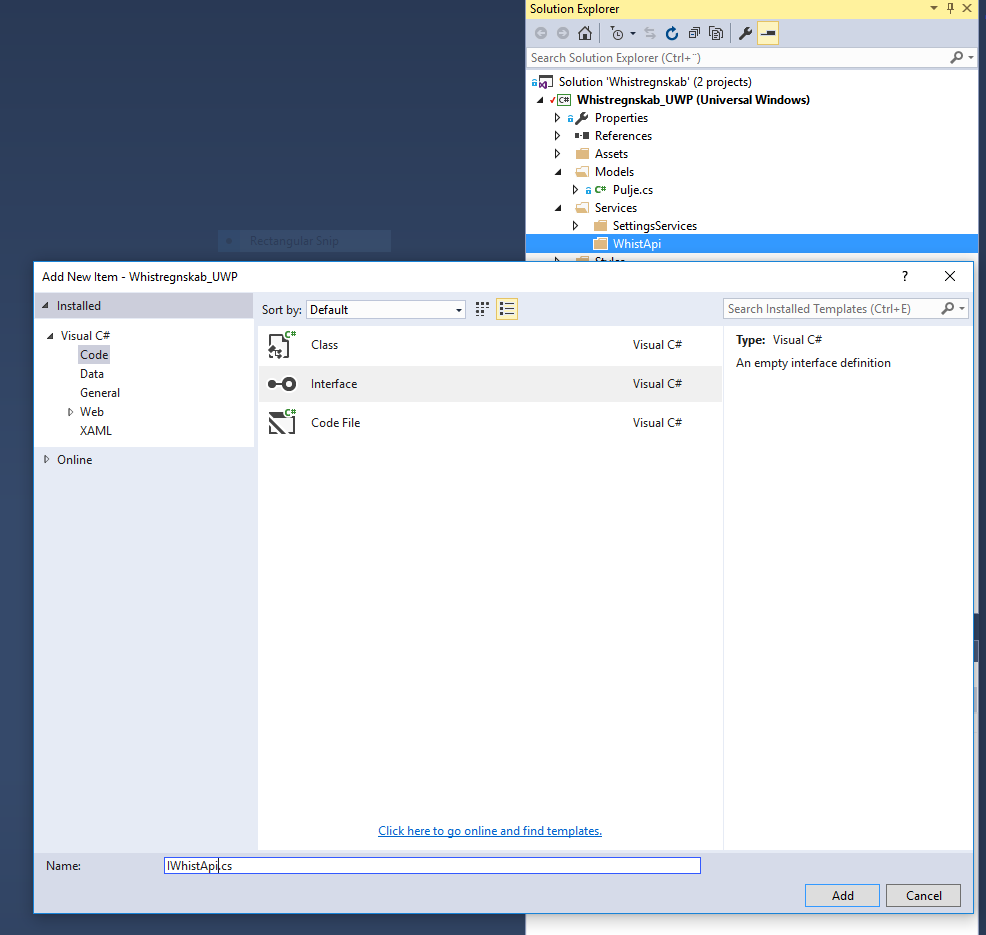 Solution Explorer
Search Solution Explorer (Ctrl+¨)
Solution 'Whistregnskab' (2 projects)
C# Whistregnskab_UWP (Universal Windows)
Properties
References
Assets
Models
C# Pulje.cs
Services
SettingsServices
Rectangular Snip
WhistApi
Styles
Add New Item - Whistregnskab_UWP
?
Installed
Sort by: Default
Search Installed Templates (Ctrl+E)
Visual C#
Code
Data
General
Web
XAML
Online
C# Class Visual C#
Interface Visual C#
C# Code File Visual C#
Type: Visual C#
An empty interface definition
Click here to go online and find templates.
Name: IWhistApi.cs
Add Cancel